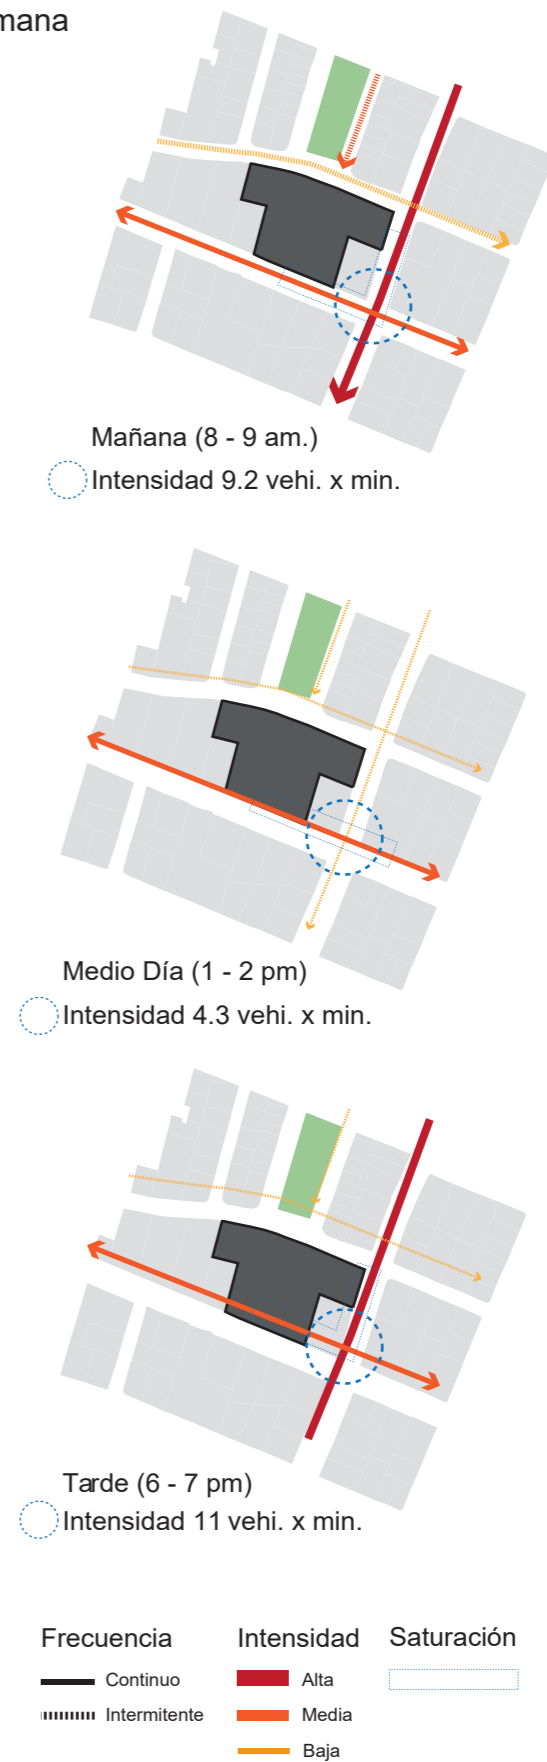 mana
Mañana (8 - 9 am.)
Intensidad 9.2 vehi. x min.
Medio Día (1 - 2 pm)
Intensidad 4.3 vehi. x min.
Tarde (6 - 7 pm)
Intensidad 11 vehi. x min.
Frecuencia
Continuo
Intermitente
Intensidad
Alta
Media
Baja
Saturación